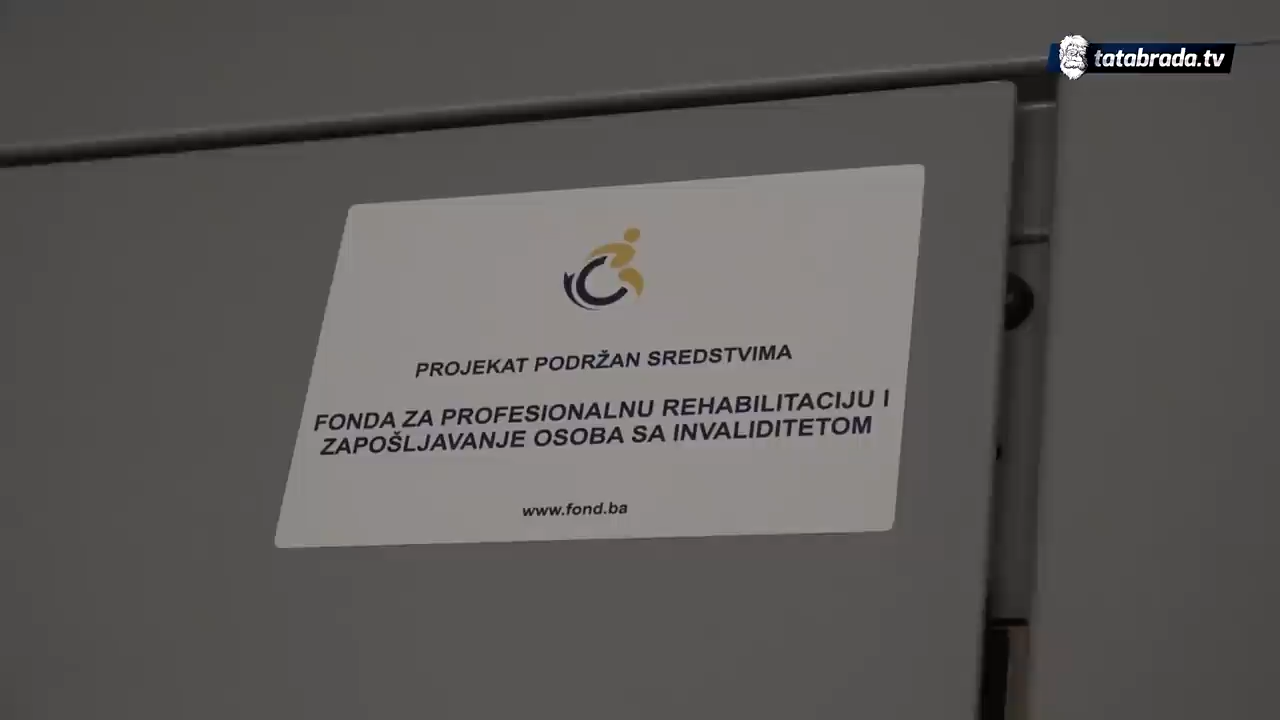 tatabrada.tv
PROJEKAT PODRŽAN SREDSTVIMA
FONDA ZA PROFESIONALNU REHABILITACIJU I
ZAPOŠLJAVANJE OSOBA SA INVALIDITETOM
www.fond.ba